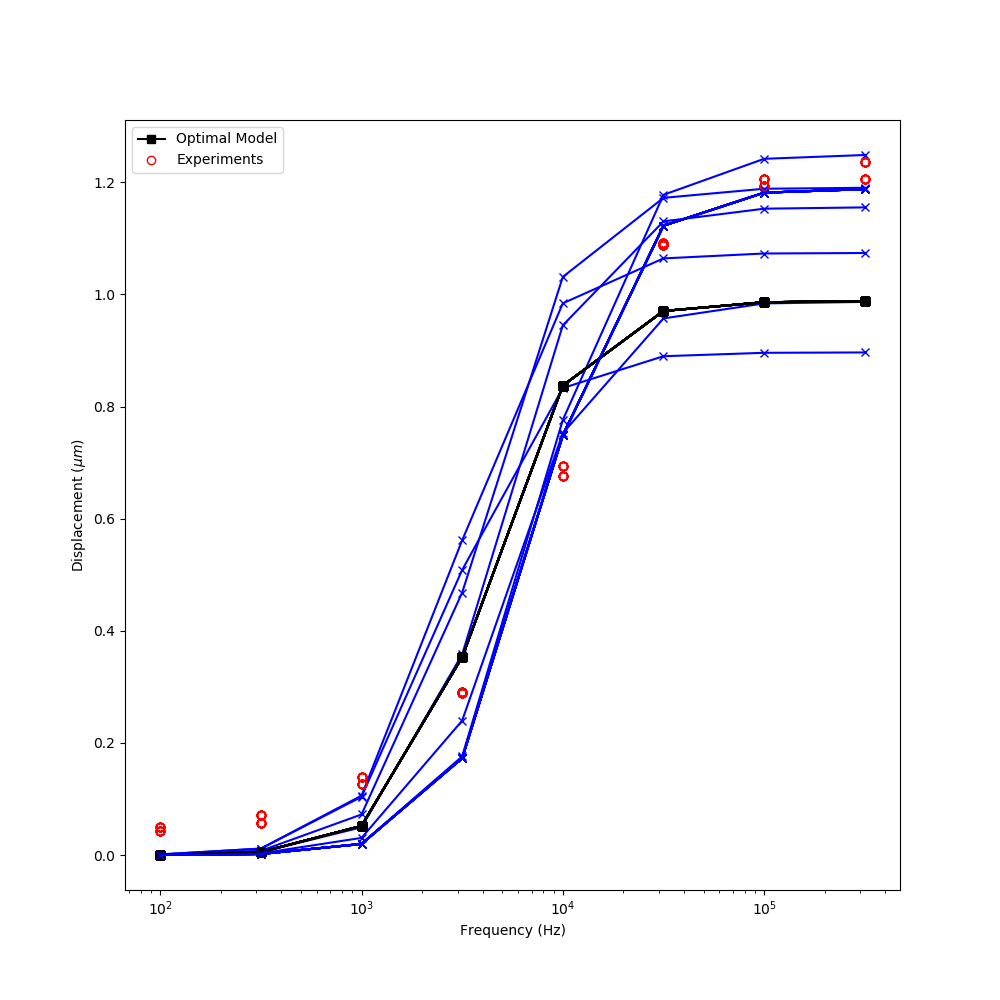 Optimal Model
Experiments
1.2
1.0
0.8
0.6
0.4
0.2
0.0
Displacement (μm)
10²
10³
10⁴
10⁵
Frequency (Hz)